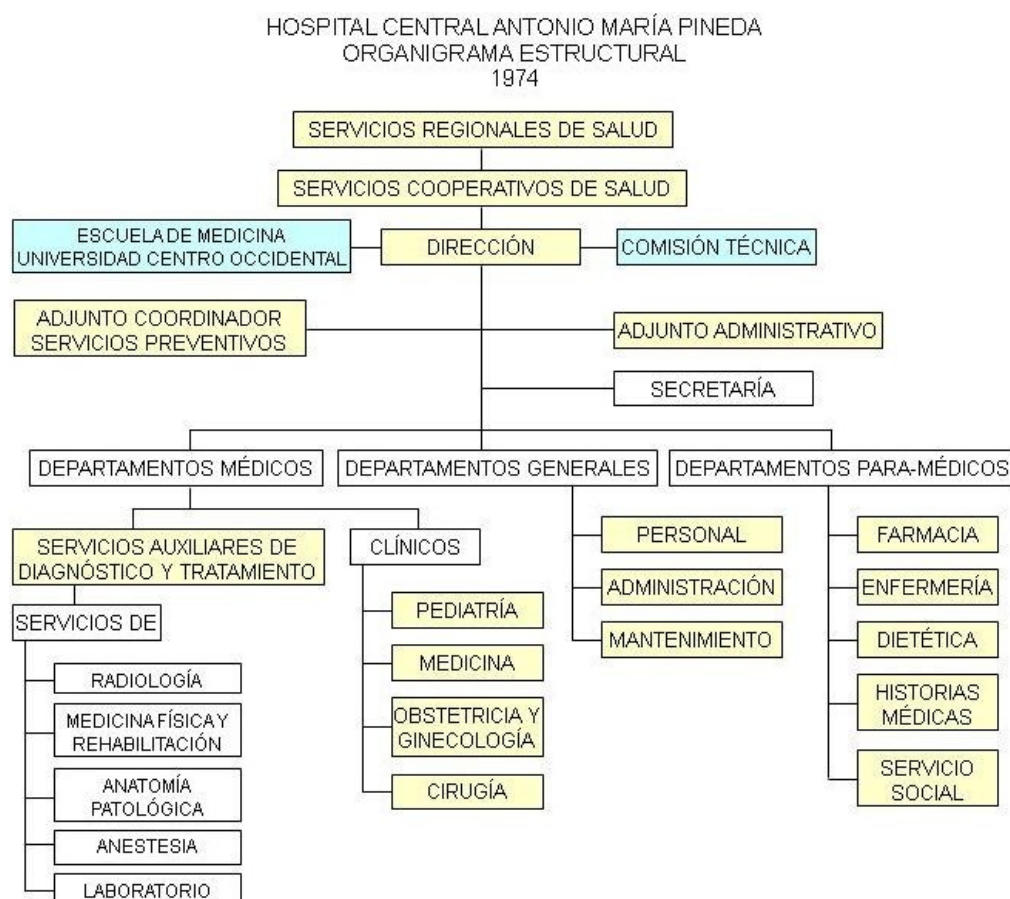 HOSPITAL CENTRAL ANTONIO MARÍA PINEDA
ORGANIGRAMA ESTRUCTURAL
1974
SERVICIOS REGIONALES DE SALUD
SERVICIOS COOPERATIVOS DE SALUD
ESCUELA DE MEDICINA
UNIVERSIDAD CENTRO OCCIDENTAL
DIRECCIÓN
COMISIÓN TÉCNICA
ADJUNTO COORDINADOR
SERVICIOS PREVENTIVOS
ADJUNTO ADMINISTRATIVO
SECRETARÍA
DEPARTAMENTOS MÉDICOS
DEPARTAMENTOS GENERALES
DEPARTAMENTOS PARA-MÉDICOS
SERVICIOS AUXILIARES DE
DIAGNÓSTICO Y TRATAMIENTO
SERVICIOS DE
RADIOLOGÍA
MEDICINA FÍSICA Y
REHABILITACIÓN
ANATOMÍA
PATOLÓGICA
ANESTESIA
LABORATORIO
CLÍNICOS
PEDIATRÍA
MEDICINA
OBSTETRICIA Y
GINECOLOGÍA
CIRUGÍA
PERSONAL
ADMINISTRACIÓN
MANTENIMIENTO
FARMACIA
ENFERMERÍA
DIETÉTICA
HISTORIAS
MÉDICAS
SERVICIO
SOCIAL